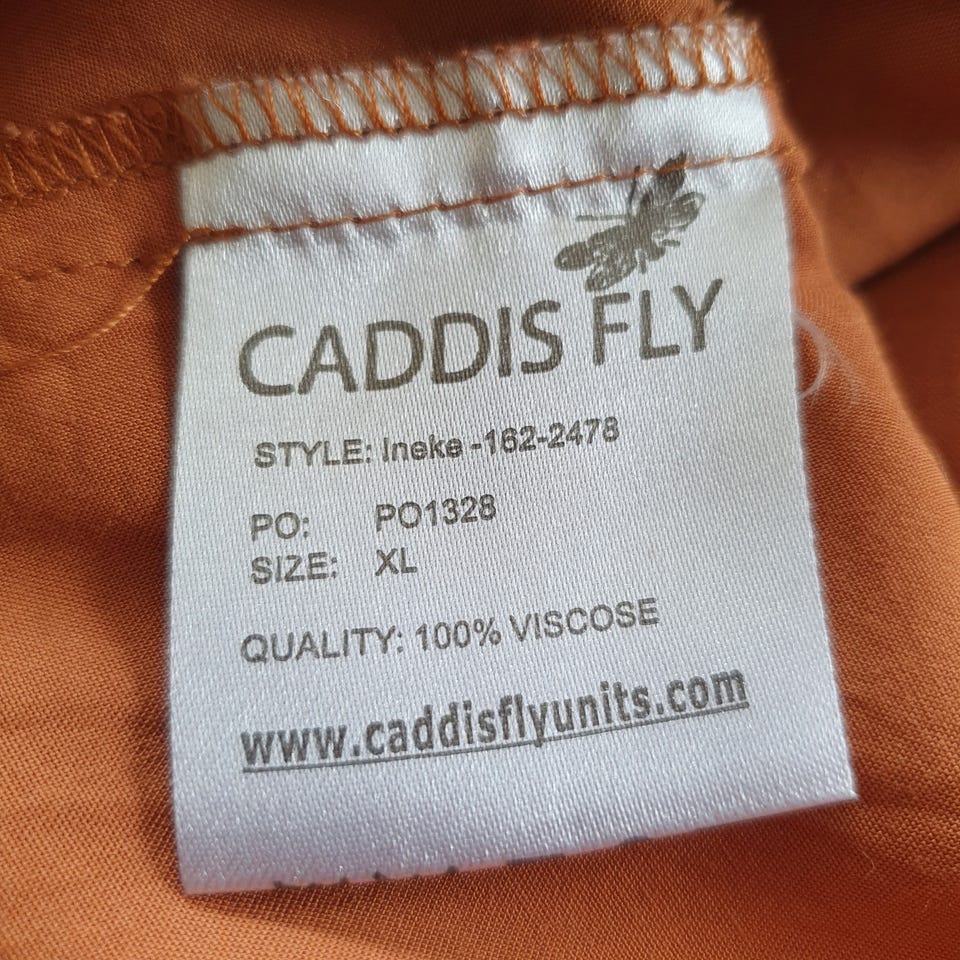 CADDIS FLY
STYLE: Ineke -162-2478
PO: PO1328
SIZE: XL
QUALITY: 100% VISCOSE
www.caddisflyunits.com